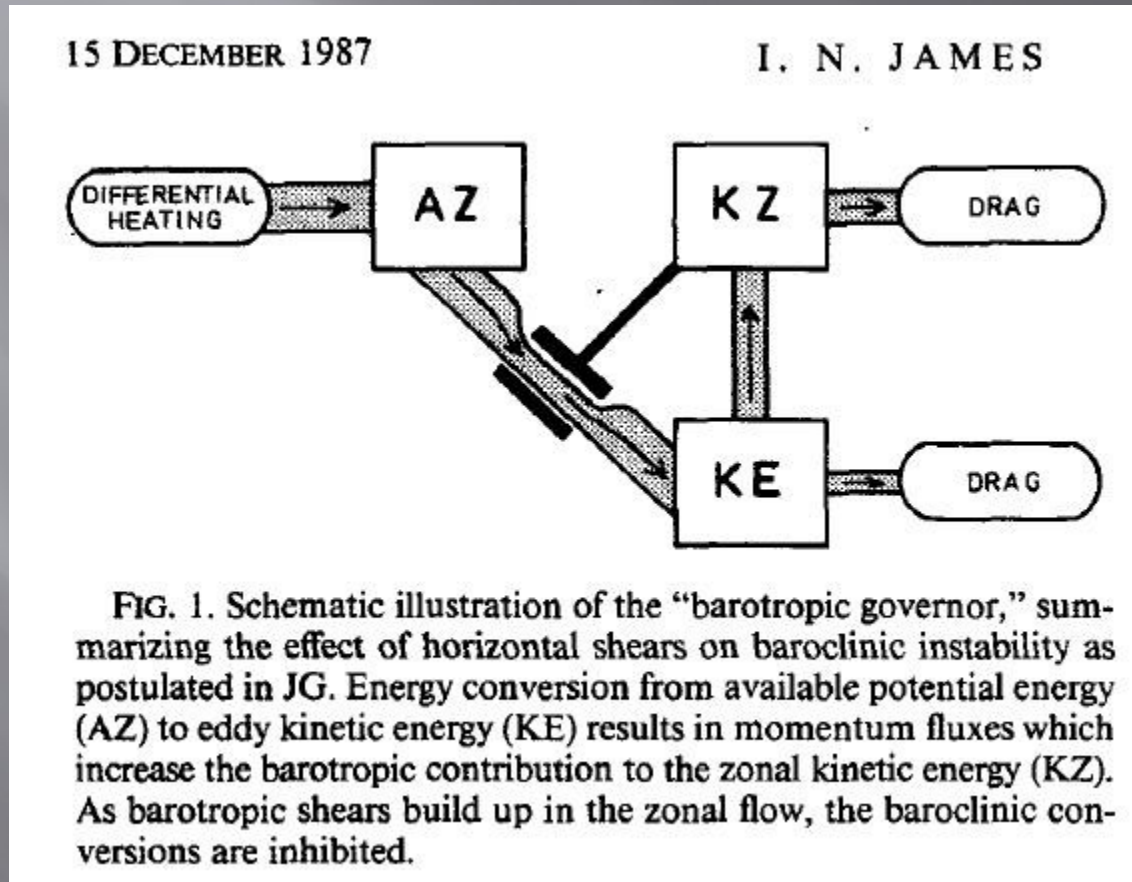 15 DECEMBER 1987
I. N. JAMES
DIFFERENTIAL
HEATING
AZ
KZ
DRAG
KE
DRAG
FIG. 1. Schematic illustration of the “barotropic governor,” sum-
marizing the effect of horizontal shears on baroclinic instability as
postulated in JG. Energy conversion from available potential energy
(AZ) to eddy kinetic energy (KE) results in momentum fluxes which
increase the barotropic contribution to the zonal kinetic energy (KZ).
As barotropic shears build up in the zonal flow, the baroclinic con-
versions are inhibited.